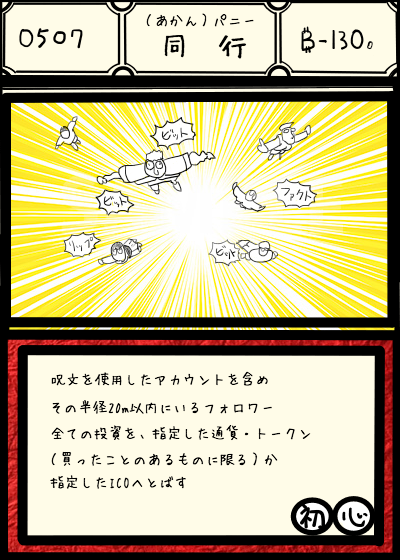 0507
(あかん)パニー
同行
₿-130。
ビット
ビット
ファクト
リップ
ビット
呪文を使用したアカウントを含め
その半径20m以内にいるフォロワー
全ての投資を、指定した通貨・トークン
(買ったことのあるものに限る)か
指定したICOへとばす
初心